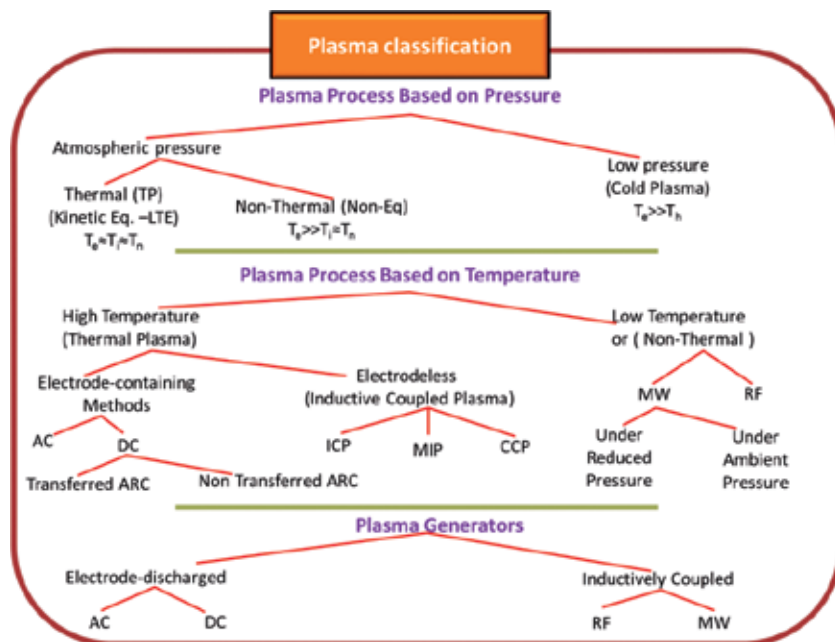 Plasma classification
Plasma Process Based on Pressure
Atmospheric pressure
Low pressure
(Cold Plasma)
Tₑ>>Tₕ
Thermal (TP)
(Kinetic Eq. –LTE)
Tₑ≈Tᵢ≈Tₙ
Non-Thermal (Non-Eq)
Tₑ>>Tᵢ=Tₙ
Plasma Process Based on Temperature
High Temperature
(Thermal Plasma)
Low Temperature
or ( Non-Thermal )
Electrode-containing
Methods
Electrodeless
(Inductive Coupled Plasma)
MW
RF
AC
DC
ICP
MIP
CCP
Under
Reduced
Pressure
Under
Ambient
Pressure
Transferred ARC
Non Transferred ARC
Plasma Generators
Electrode-discharged
Inductively Coupled
AC
DC
RF
MW